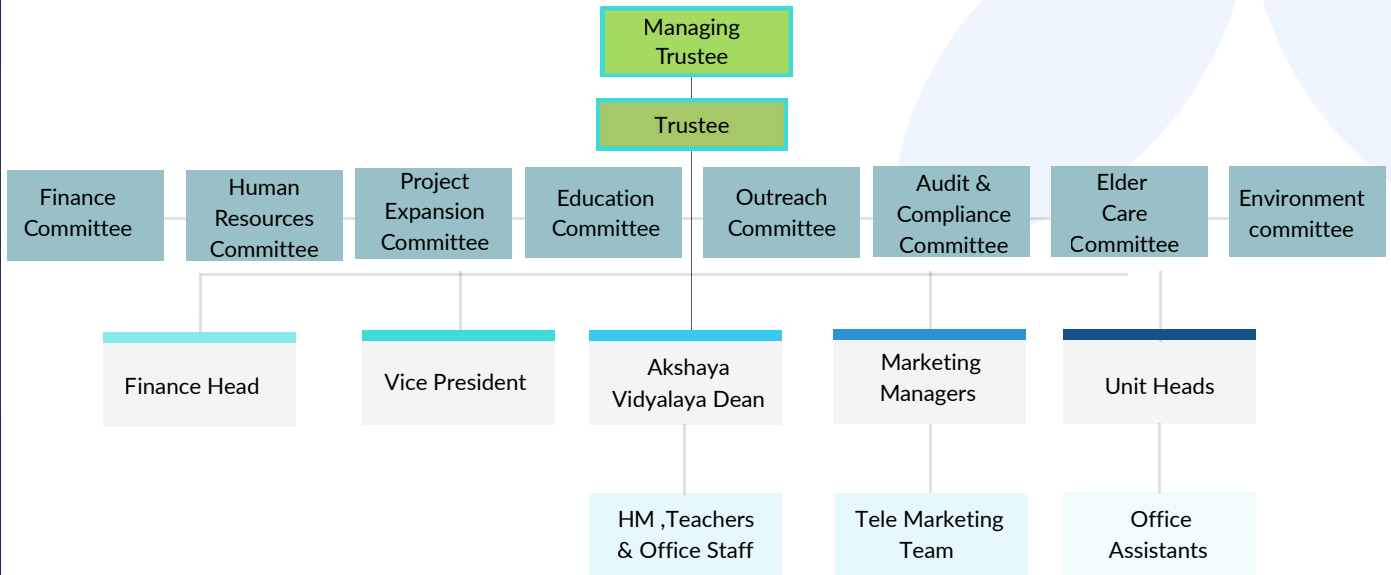 Managing
Trustee
Trustee
Finance
Committee
Human
Resources
Committee
Project
Expansion
Committee
Education
Committee
Outreach
Committee
Audit &
Compliance
Committee
Elder
Care
Committee
Environment
committee
Finance Head
Vice President
Akshaya
Vidyalaya Dean
Marketing
Managers
Unit Heads
HM ,Teachers
& Office Staff
Tele Marketing
Team
Office
Assistants